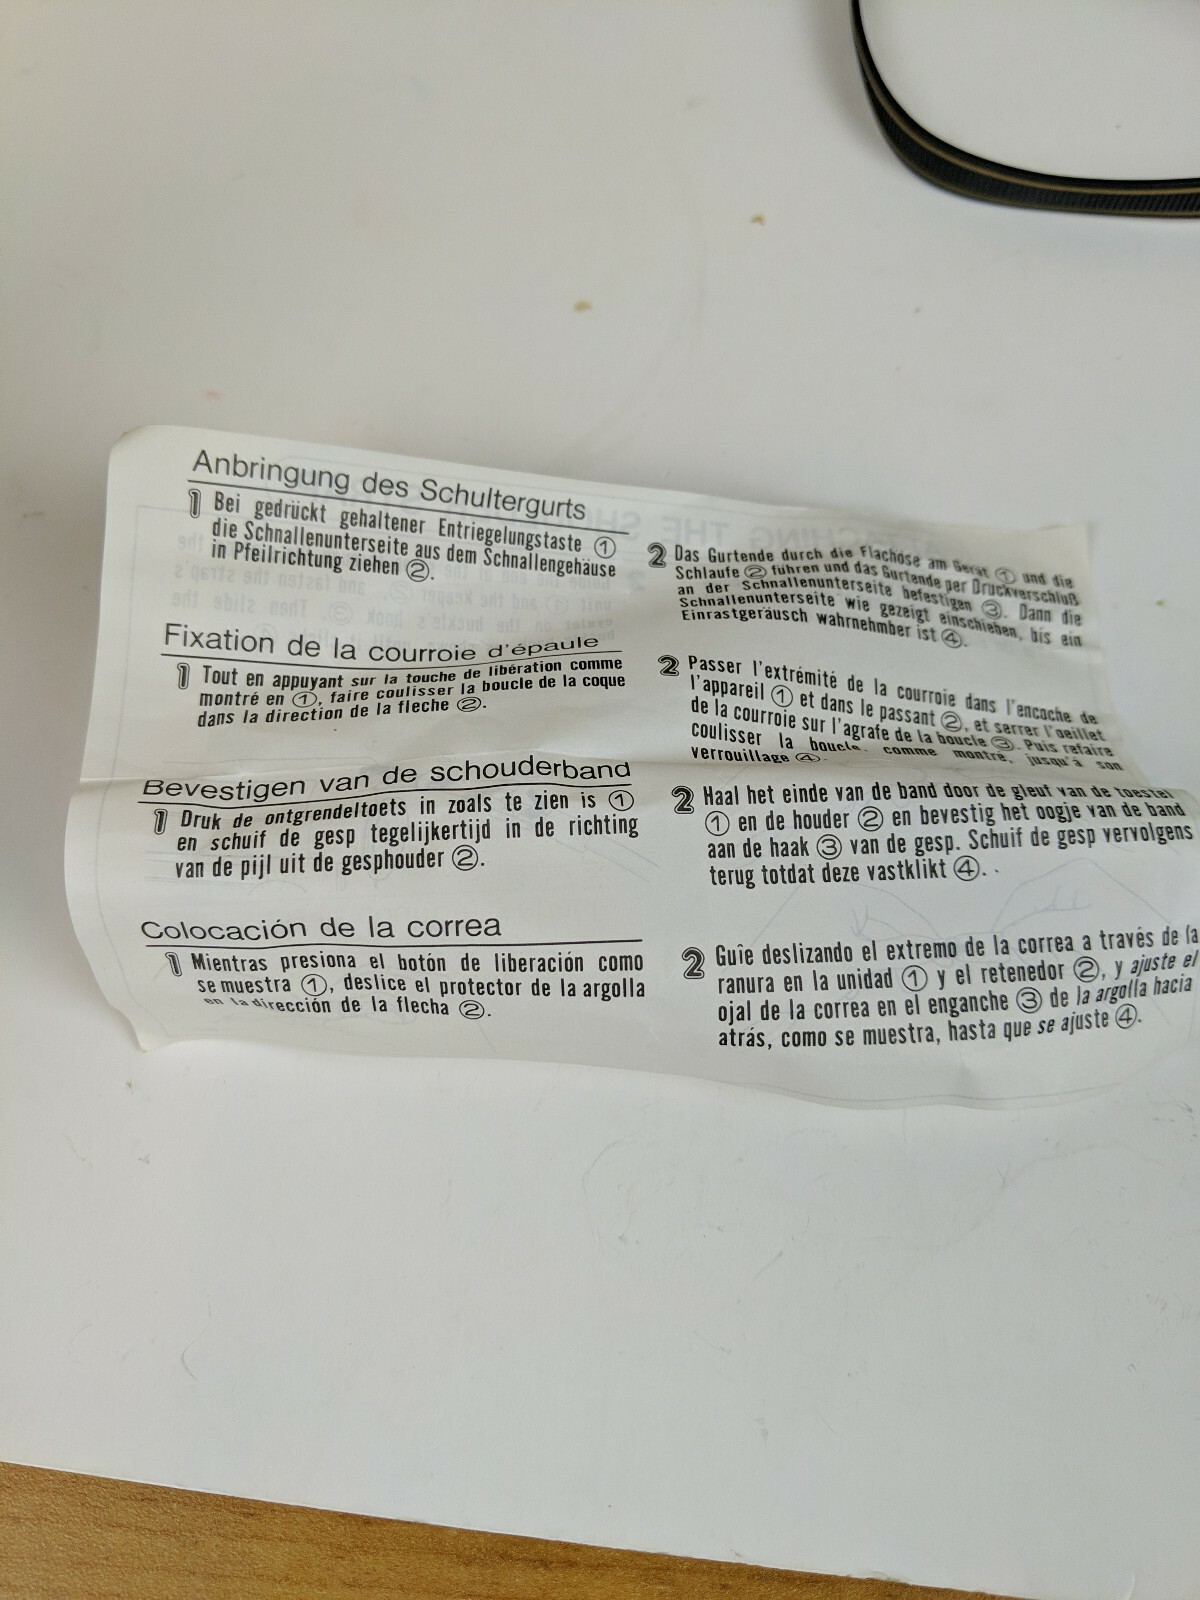 Anbringung des Schultergurts
1 Bei gedrückt gehaltener Entriegelungstaste ①
die Schnallenunterseite aus dem Schnallengehäuse
in Pfeilrichtung ziehen ②.
2 Das Gurtende durch die Flachöse am Gerät ① und die
Schlaufe ② führen und das Gurtende per Druckverschluß
an der Schnallenunterseite befestigen ③. Dann die
Schnallenunterseite wie gezeigt einschieben, bis ein
Einrastgeräusch wahrnehmber ist ④.
Fixation de la courroie d'épaule
1 Tout en appuyant sur la touche de libération comme
montré en ①, faire coulisser la boucle de la coque
dans la direction de la fleche ②.
2 Passer l'extrémité de la courroie dans l'encoche de
l'appareil ① et dans le passant ②, et serrer l'oeillet
de la courroie sur l'agrafe de la boucle ③. Puis refaire
coulisser la boucle, comme montré, jusqu'à son
verrouillage ④.
Bevestigen van de schouderband
1 Druk de ontgrendeltoets in zoals te zien is ①
en schuif de gesp tegelijkertijd in de richting
van de pijl uit de gesphouder ②.
2 Haal het einde van de band door de gleuf van de toestel
① en de houder ② en bevestig het oogje van de band
aan de haak ③ van de gesp. Schuif de gesp vervolgens
terug totdat deze vastklikt ④.
Colocación de la correa
1 Mientras presiona el botón de liberación como
se muestra ①, deslice el protector de la argolla
en la dirección de la flecha ②.
2 Guîe deslizando el extremo de la correa a través de la
ranura en la unidad ① y el retenedor ②, y ajuste el
ojal de la correa en el enganche ③ de la argolla hacia
atrás, como se muestra, hasta que se ajuste ④.